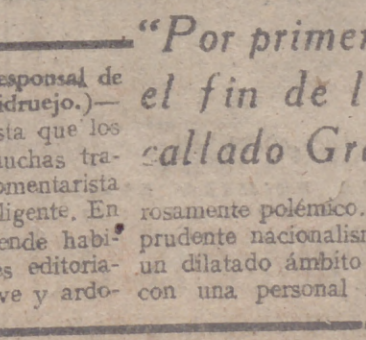 esponsal de
idruejo.)—
sta que los
uchas tra-
omentarista
ligente. En
ende habi-
s editoria-
ve y ardo-
“Por primer
el fin de l
callado Gr
rosamente polémico.
prudente nacionalism
un dilatado ámbito
con una personal